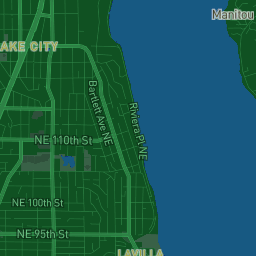 Manitou
AKE CITY
Bartlett Ave NE
Riviera Pl NE
NE 110th St
NE 100th St
NE 95th St
LAVILLA